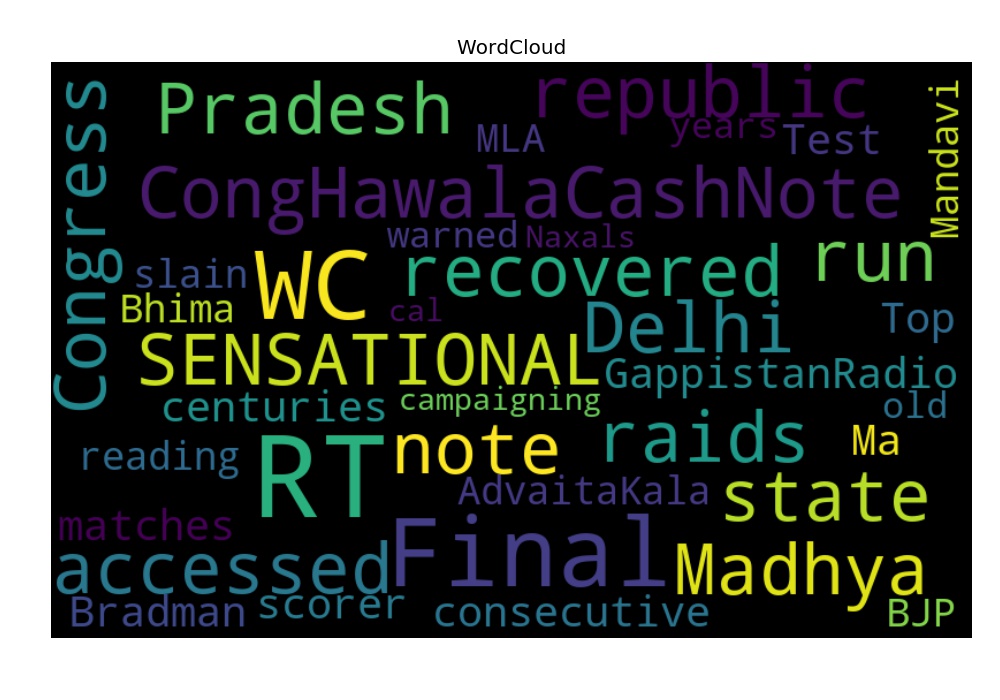 WordCloud
Congress
Pradesh
republic
MLA
years
Test
Mandavi
CongHawalaCashNote
warned
Naxals
slain
WC
recovered
run
Bhima
cal
Delhi
Top
SENSATIONAL
GappistanRadio
centuries
campaigning
old
reading
RT
note
raids
Ma
AdvaitaKala
state
matches
accessed
Final
Madhya
Bradman
scorer
consecutive
BJP